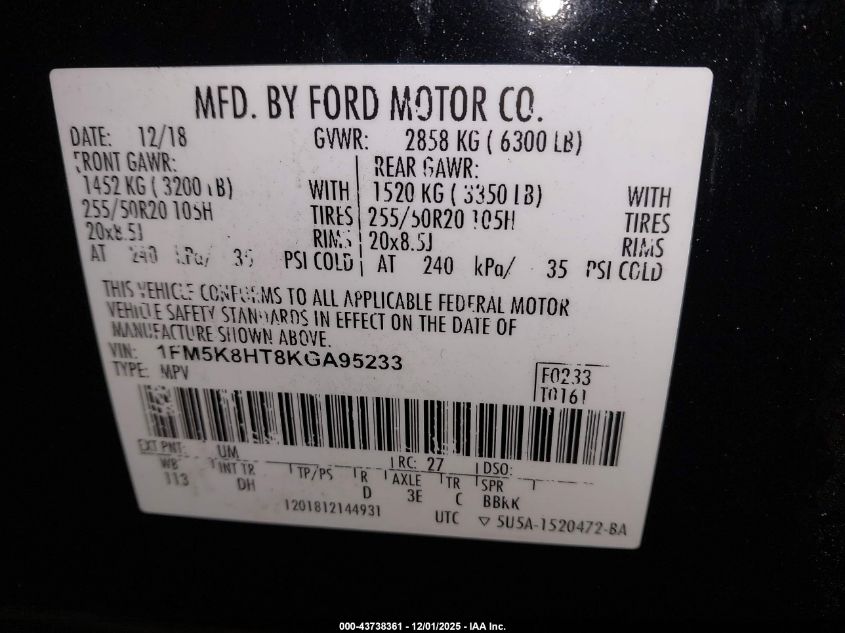 MFD. BY FORD MOTOR CO.
DATE: 12/18 GVWR: 2858 KG ( 6300 LB)
FRONT GAWR: REAR GAWR:
1452 KG ( 3200 LB) WITH 1520 KG ( 3350 LB) WITH
255/50R20 105H TIRES 255/50R20 105H TIRES
20x8.5J RIMS 20x8.5J RIMS
AT 240 kPa/ 35 PSI COLD AT 240 kPa/ 35 PSI COLD
THIS VEHICLE CONFORMS TO ALL APPLICABLE FEDERAL MOTOR
VEHICLE SAFETY STANDARDS IN EFFECT ON THE DATE OF
MANUFACTURE SHOWN ABOVE.
VIN: 1FM5K8HT8KGA95233
TYPE: MPV
F0233
T0161
EXT PNT: UM RC: 27 DSO:
WB INT TR TP/PS R AXLE TR SPR
113 DH D 3E C BBKK
1201812144931 UTC ▽ 5U5A-1520472-BA
000-43738361 - 12/01/2025 - IAA Inc.